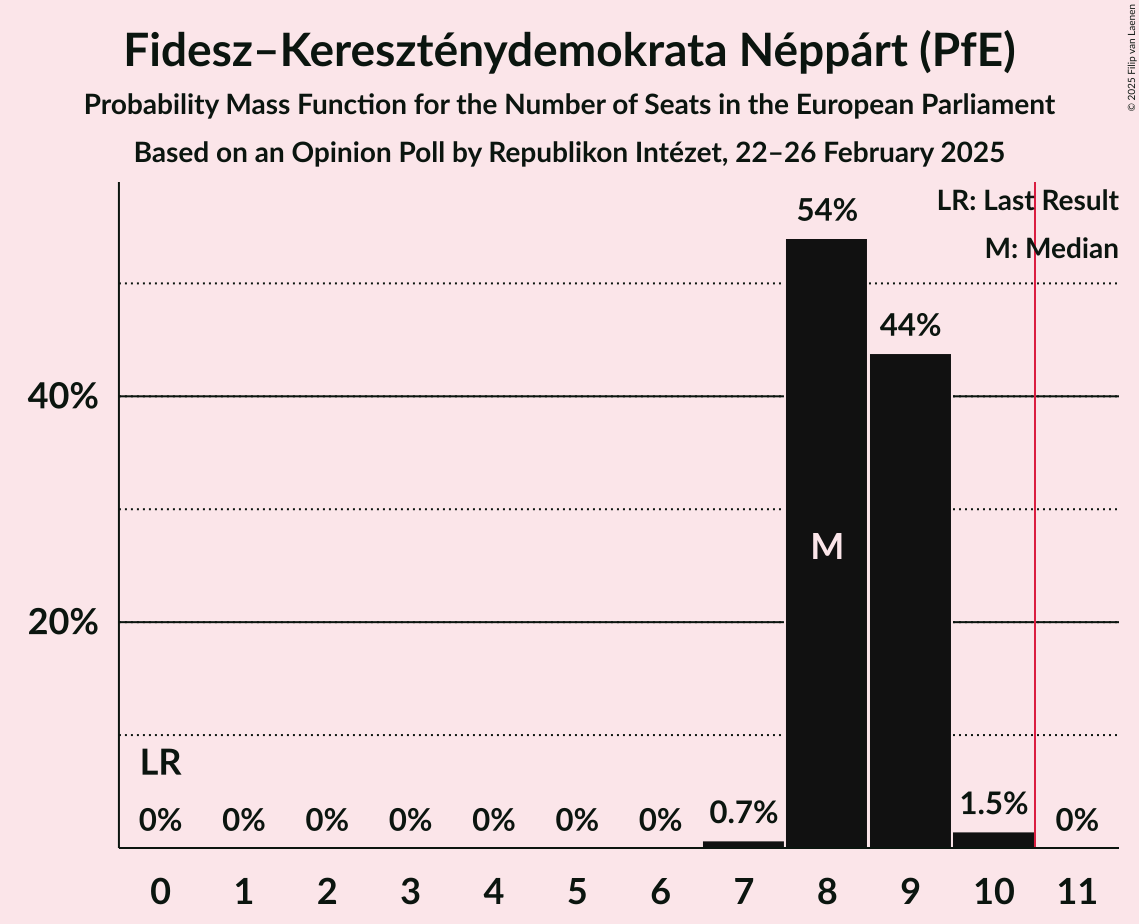 Fidesz–Kereszténydemokrata Néppárt (PfE)
Probability Mass Function for the Number of Seats in the European Parliament
Based on an Opinion Poll by Republikon Intézet, 22–26 February 2025
© 2025 Filip van Laenen
LR: Last Result
M: Median
54%
44%
40%
M
20%
LR
0% 0% 0% 0% 0% 0% 0% 0.7% 1.5% 0%
0 1 2 3 4 5 6 7 8 9 10 11